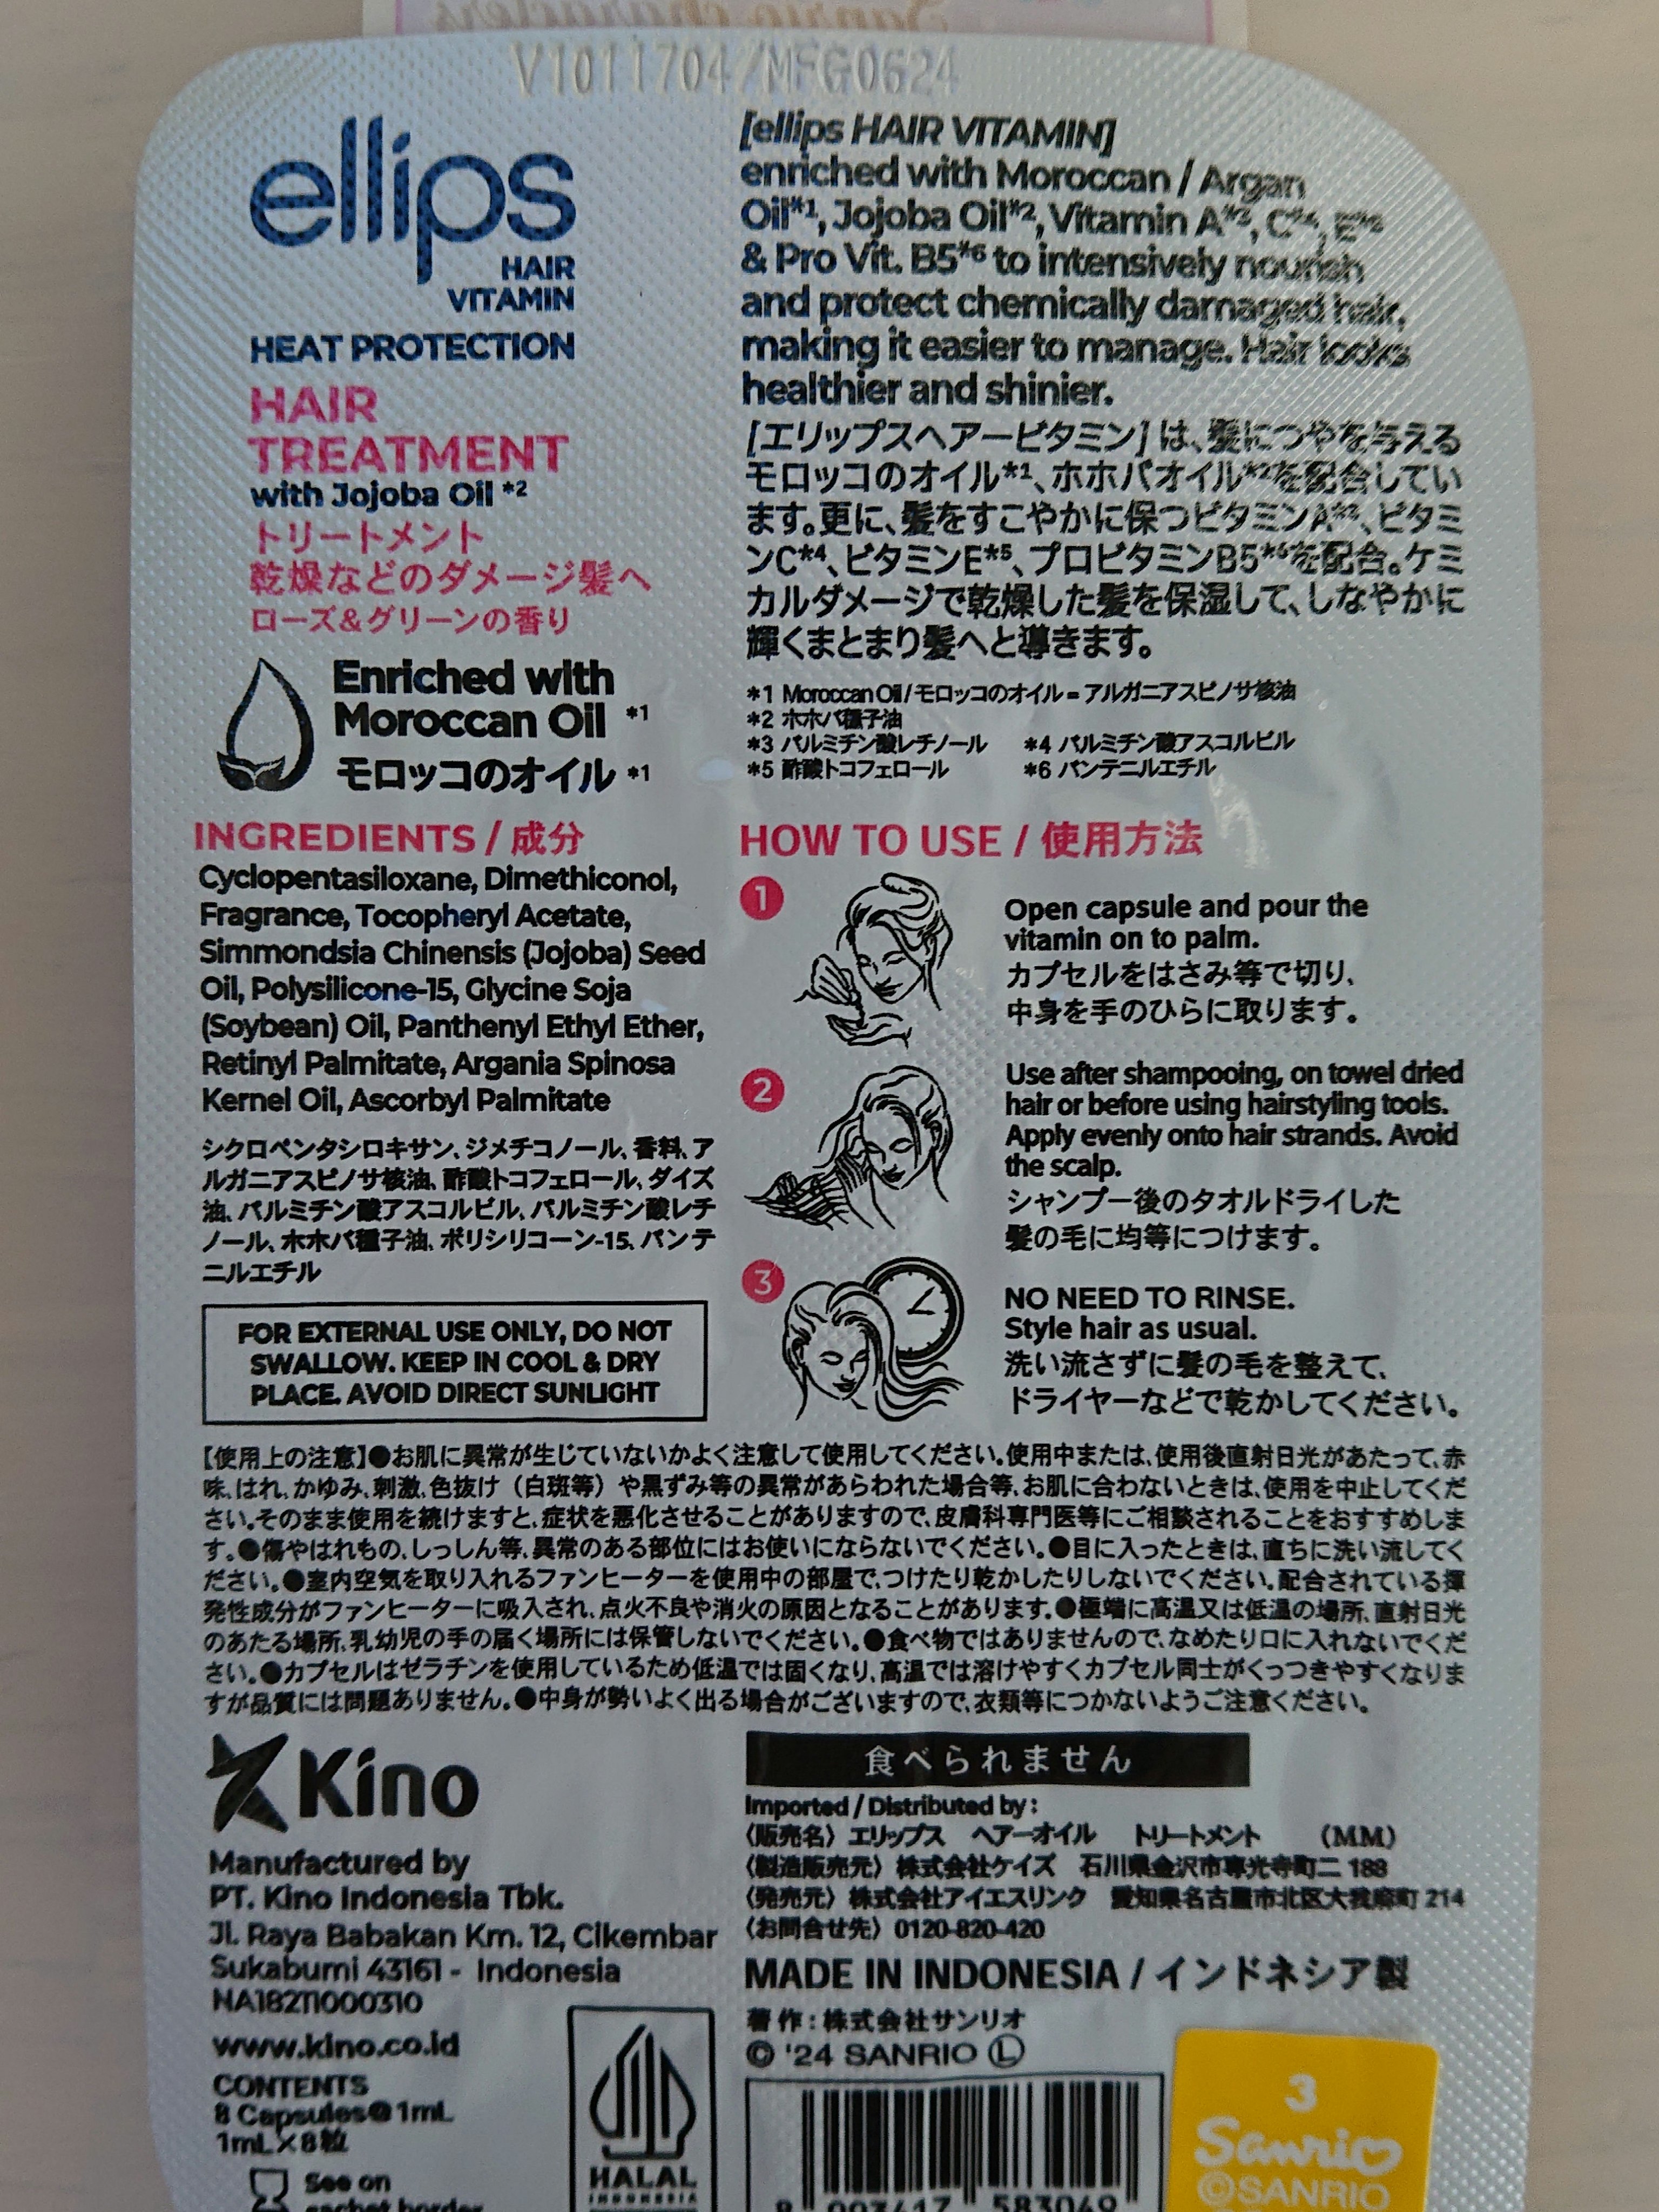 V1011704/MFG0624
ellips
HAIR
VITAMIN
HEAT PROTECTION
HAIR
TREATMENT
with Jojoba Oil *2
トリートメント
乾燥などのダメージ髪へ
ローズ&グリーンの香り
Enriched with
Moroccan Oil *1
モロッコのオイル *1
[ellips HAIR VITAMIN]
enriched with Moroccan / Argan
Oil*1, Jojoba Oil*2, Vitamin A*3, C*4, E*5
& Pro Vit. B5*6 to intensively nourish
and protect chemically damaged hair,
making it easier to manage. Hair looks
healthier and shinier.
[エリップスヘアービタミン]は、髪につやを与える
モロッコのオイル*1、ホホバオイル*2を配合してい
ます。更に、髪をすこやかに保つビタミンA*3、ビタミ
ンC*4、ビタミンE*5、プロビタミンB5*6を配合。ケミ
カルダメージで乾燥した髪を保湿して、しなやかに
輝くまとまり髪へと導きます。
*1 Moroccan Oil/モロッコのオイル=アルガニアスピノサ核油
*2 ホホバ種子油
*3 パルミチン酸レチノール *4 パルミチン酸アスコルビル
*5 酢酸トコフェロール *6 パンテニルエチル
INGREDIENTS / 成分
Cyclopentasiloxane, Dimethiconol,
Fragrance, Tocopheryl Acetate,
Simmondsia Chinensis (Jojoba) Seed
Oil, Polysilicone-15, Glycine Soja
(Soybean) Oil, Panthenyl Ethyl Ether,
Retinyl Palmitate, Argania Spinosa
Kernel Oil, Ascorbyl Palmitate
シクロペンタシロキサン、ジメチコノール、香料、ア
ルガニアスピノサ核油、酢酸トコフェロール、ダイズ
油、パルミチン酸アスコルビル、パルミチン酸レチ
ノール、ホホバ種子油、ポリシリコーン-15、パンテ
ニルエチル
FOR EXTERNAL USE ONLY, DO NOT
SWALLOW. KEEP IN COOL & DRY
PLACE. AVOID DIRECT SUNLIGHT
HOW TO USE / 使用方法
1
Open capsule and pour the
vitamin on to palm.
カプセルをはさみ等で切り、
中身を手のひらに取ります。
2
Use after shampooing, on towel dried
hair or before using hairstyling tools.
Apply evenly onto hair strands. Avoid
the scalp.
シャンプー後のタオルドライした
髪の毛に均等につけます。
3
NO NEED TO RINSE.
Style hair as usual.
洗い流さずに髪の毛を整えて、
ドライヤーなどで乾かしてください。
【使用上の注意】●お肌に異常が生じていないかよく注意して使用してください。使用中または、使用後直射日光があたって、赤
味、はれ、かゆみ、刺激、色抜け（白斑等）や黒ずみ等の異常があらわれた場合等、お肌に合わないときは、使用を中止してくだ
さい。そのまま使用を続けますと、症状を悪化させることがありますので、皮膚科専門医等にご相談されることをおすすめしま
す。●傷やはれもの、しっしん等、異常のある部位にはお使いにならないでください。●目に入ったときは、直ちに洗い流してく
ださい。●室内空気を取り入れるファンヒーターを使用中の部屋で、つけたり乾かしたりしないでください。配合されている揮
発性成分がファンヒーターに吸入され、点火不良や消火の原因となることがあります。●極端に高温又は低温の場所、直射日光
のあたる場所、乳幼児の手の届く場所には保管しないでください。●食べ物ではありませんので、なめたり口に入れないでくだ
さい。●カプセルはゼラチンを使用しているため低温では固くなり、高温では溶けやすくカプセル同士がくっつきやすくなりま
すが品質には問題ありません。●中身が勢いよく出る場合がございますので、衣類等につかないようご注意ください。
Kino
Manufactured by
PT. Kino Indonesia Tbk.
Jl. Raya Babakan Km. 12, Cikembar
Sukabumi 43161 - Indonesia
NA18211000310
www.kino.co.id
CONTENTS
8 Capsules@1mL
1mL×8粒
See on
sachet border
HALAL
INDONESIA
食べられません
Imported / Distributed by :
〈販売名〉エリップス ヘアーオイル トリートメント （MM）
〈製造販売元〉株式会社ケイズ 石川県金沢市専光寺町ニ 188
〈発売元〉株式会社アイエスリンク 愛知県名古屋市北区大我麻町 214
〈お問合せ先〉0120-820-420
MADE IN INDONESIA / インドネシア製
著作：株式会社サンリオ
© '24 SANRIO Ⓛ
3
Sanrio
©SANRIO